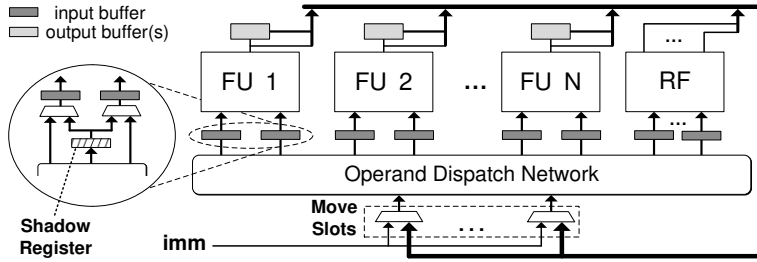 input buffer
output buffer(s)
FU 1
FU 2
...
FU N
RF
...
...
Operand Dispatch Network
Shadow
Register
Move
Slots
...
imm